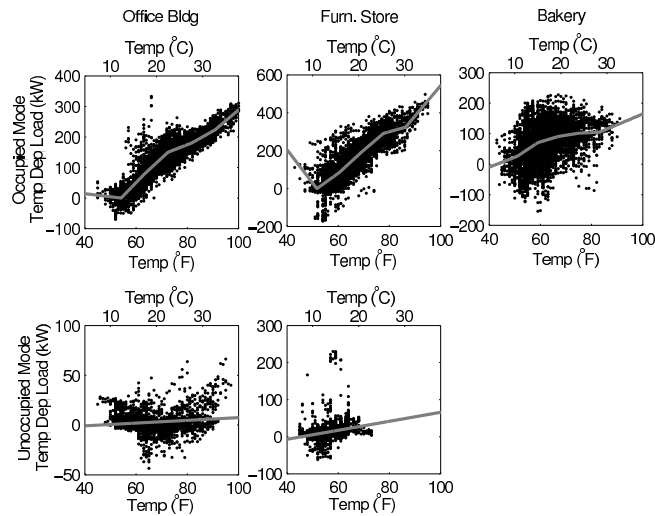 Office Bldg
Furn. Store
Bakery
Temp (°C)
Temp (°C)
Temp (°C)
10 20 30
10 20 30
10 20 30
Occupied Mode
Temp Dep Load (kW)
400
300
200
100
0
−100
600
400
200
0
−200
300
200
100
0
−100
−200
40 60 80 100
40 60 80 100
40 60 80 100
Temp (°F)
Temp (°F)
Temp (°F)
Temp (°C)
Temp (°C)
10 20 30
10 20 30
Unoccupied Mode
Temp Dep Load (kW)
100
50
0
−50
300
200
100
0
−100
40 60 80 100
40 60 80 100
Temp (°F)
Temp (°F)